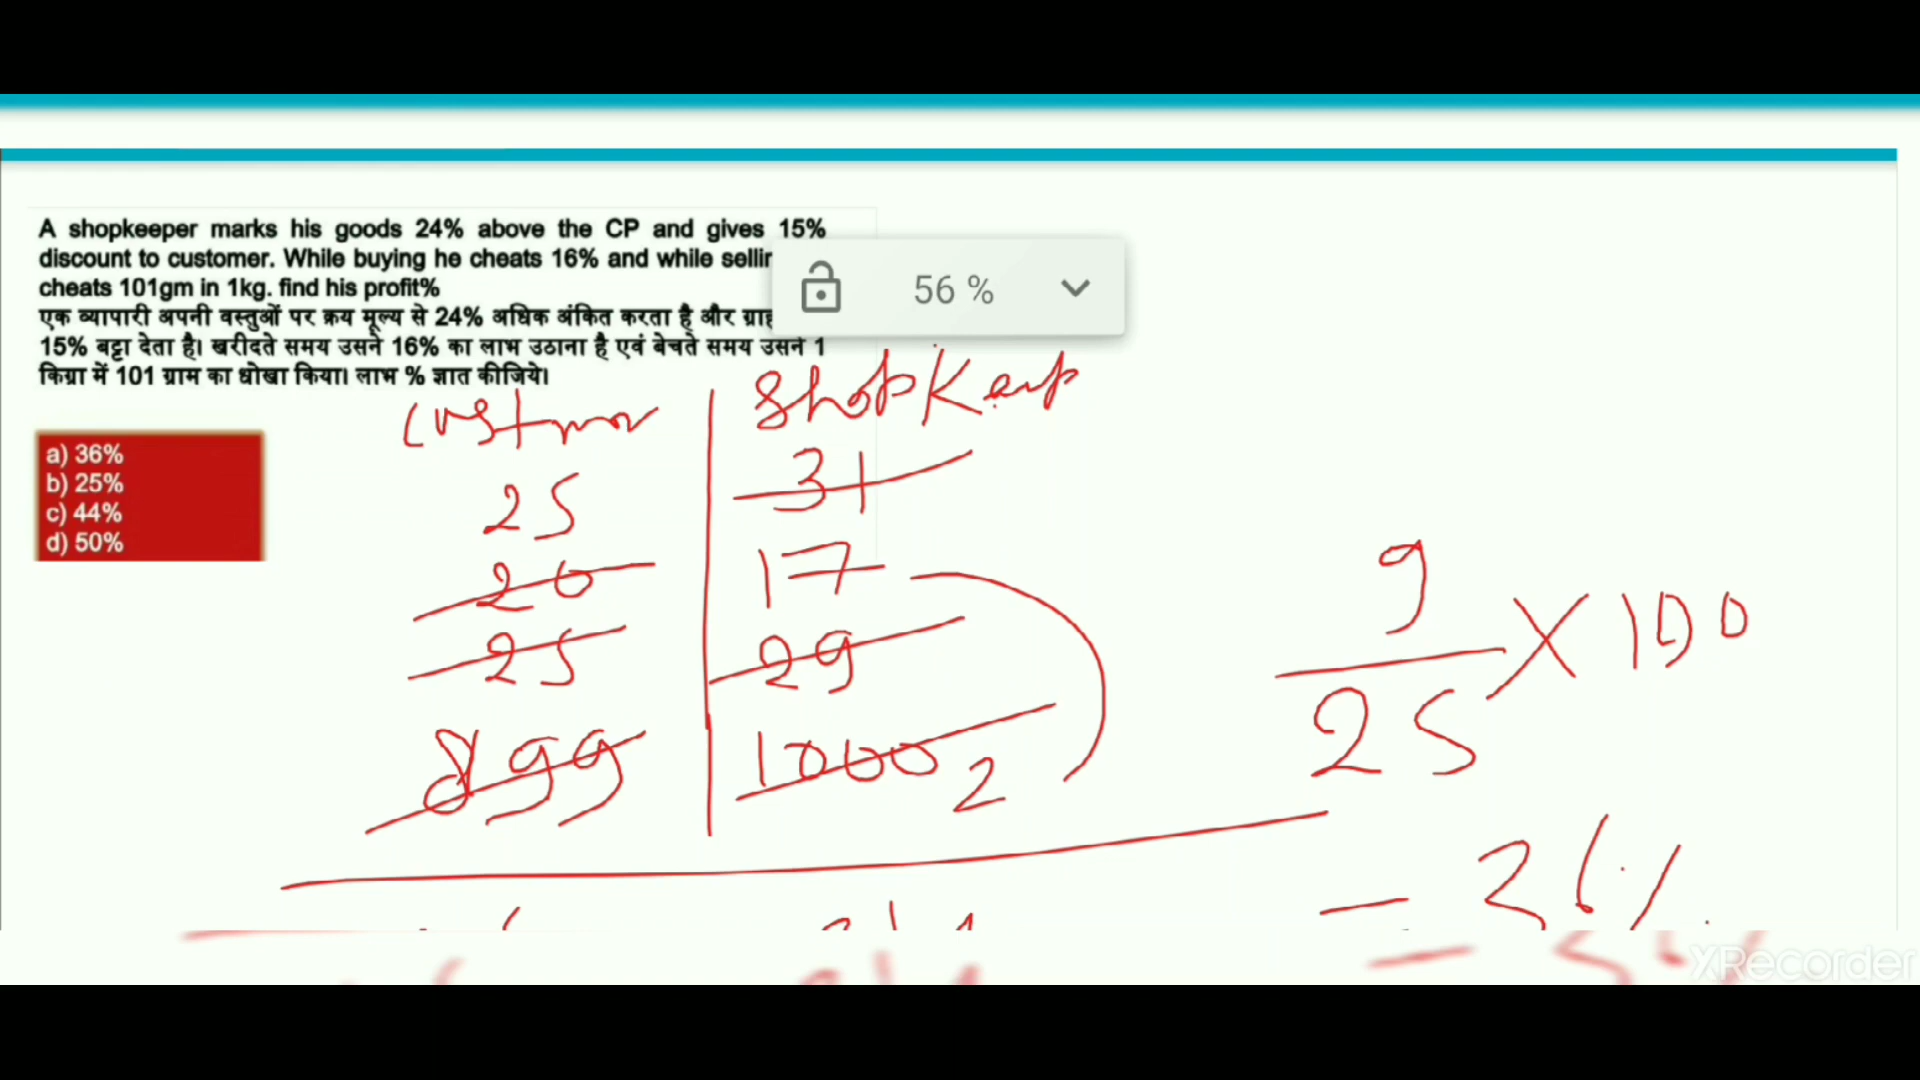 A shopkeeper marks his goods 24% above the CP and gives 15%
discount to customer. While buying he cheats 16% and while sellin
cheats 101gm in 1kg. find his profit%
एक व्यापारी अपनी वस्तुओं पर क्रय मूल्य से 24% अधिक अंकित करता है और
15% बट्टा देता है। खरीदते समय उसने 16% का लाभ उठाना है एवं बेचते समय उसने 1
किग्रा में 101 ग्राम का धोखा किया। लाभ % ज्ञात कीजिये।
56 %
a) 36%
b) 25%
c) 44%
d) 50%
25 31
20 17
25 29
899 1000 2
9
25
X 100
= 36%
XRecorder